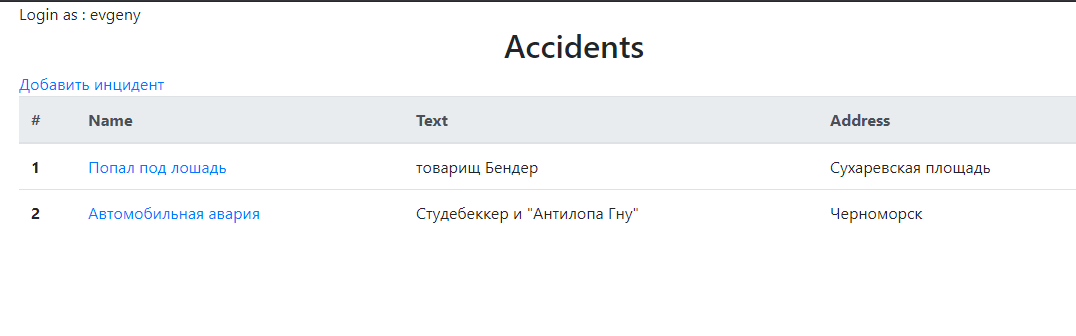 Login as : evgeny
Accidents
Добавить инцидент
# Name Text Address
1 Попал под лошадь товарищ Бендер Сухаревская площадь
2 Автомобильная авария Студебеккер и "Антилопа Гну" Черноморск